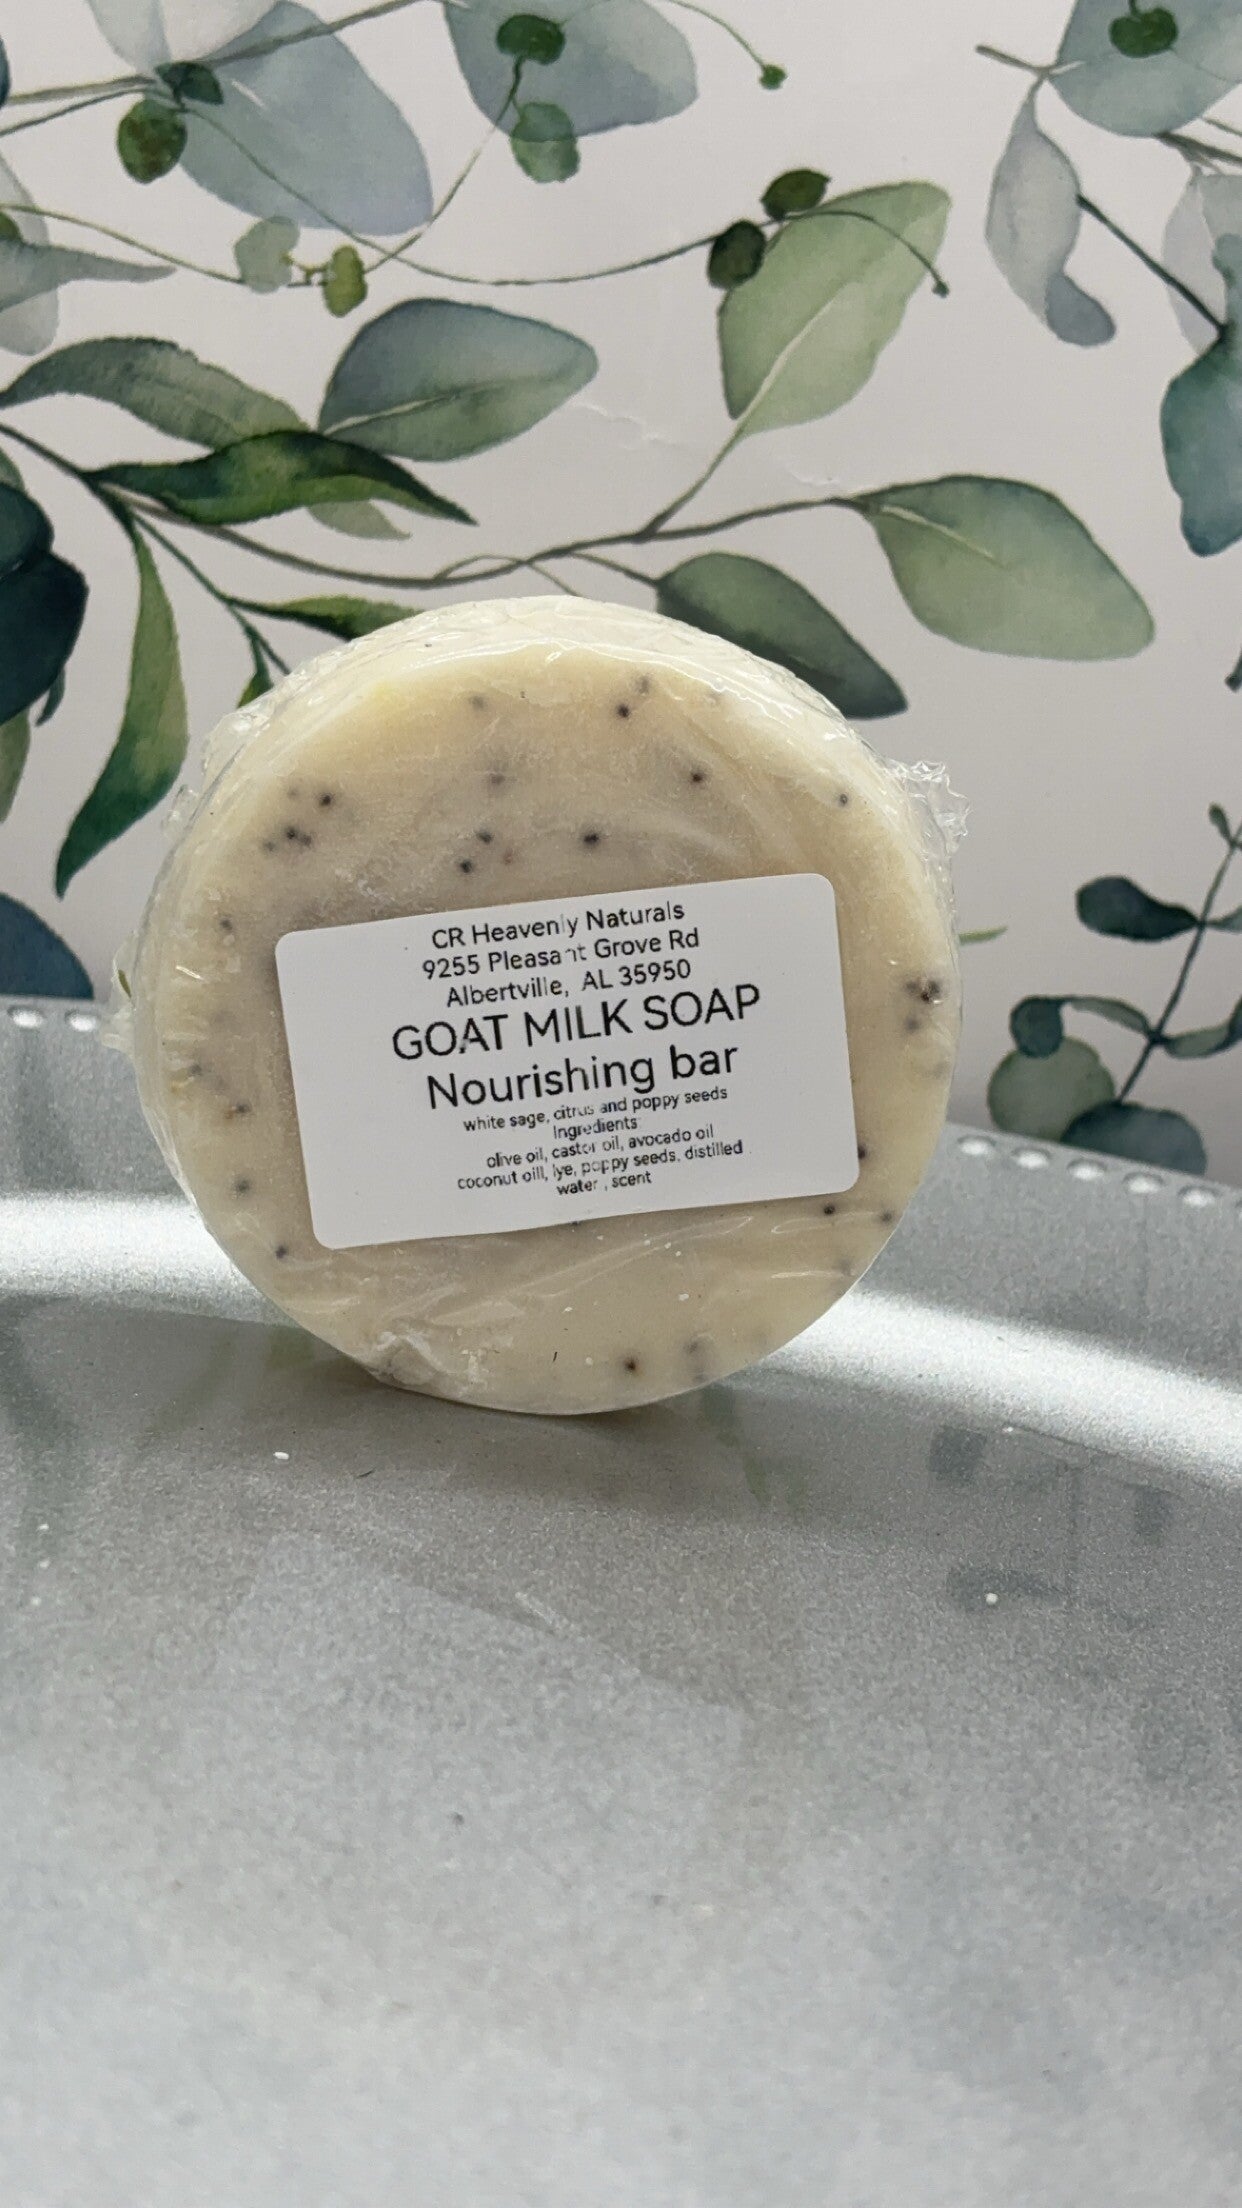 CR Heavenly Naturals
9255 Pleasant Grove Rd
Albertville, AL 35950
GOAT MILK SOAP
Nourishing bar
white sage, citrus and poppy seeds
Ingredients:
olive oil, castor oil, avocado oil
coconut oill, lye, poppy seeds, distilled
water , scent